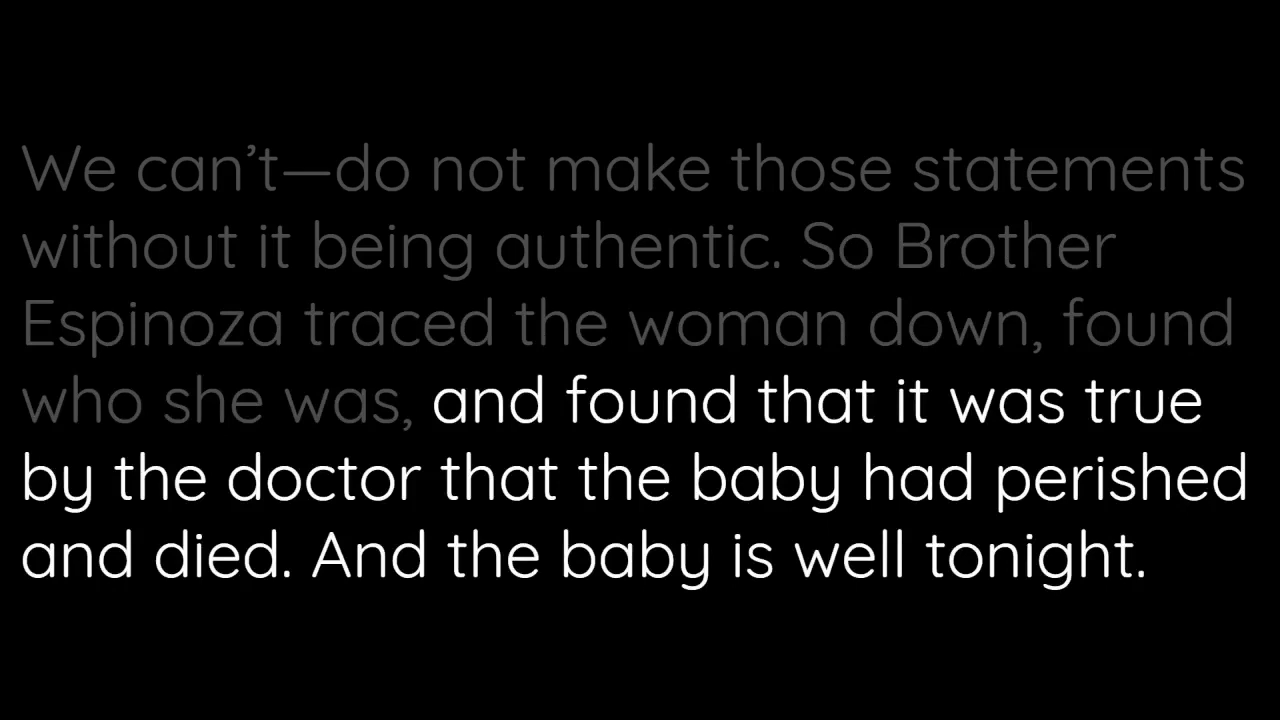 We can’t—do not make those statements
without it being authentic. So Brother
Espinoza traced the woman down, found
who she was, and found that it was true
by the doctor that the baby had perished
and died. And the baby is well tonight.